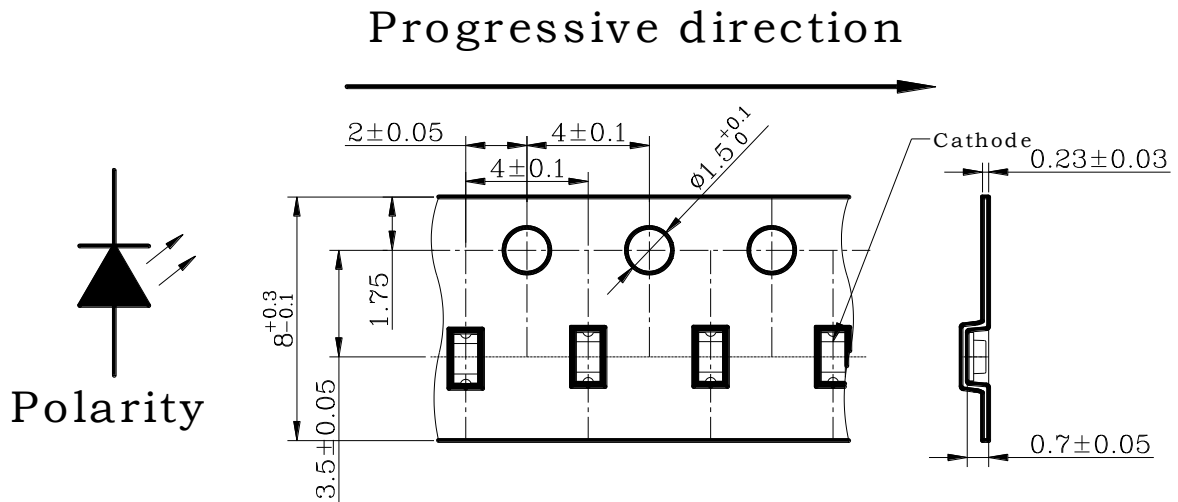 Progressive direction
2±0.05
4±0.1
4±0.1
ø1.5 +0.1 0
Cathode
0.23±0.03
8 +0.3 -0.1
1.75
3.5±0.05
0.7±0.05
Polarity